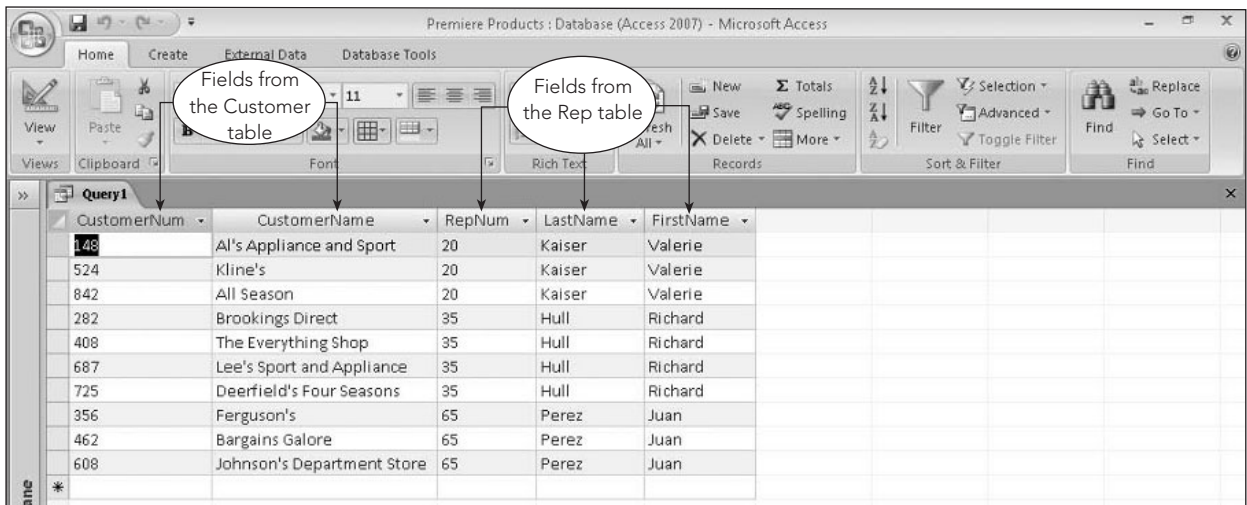 Premiere Products : Database (Access 2007) - Microsoft Access
Home Create External Data Database Tools
Fields from
the Customer
table
Fields from
the Rep table
View
Views
Paste
Clipboard
11
B
Font
Rich Text
All
New
Save
Delete
Σ Totals
Spelling
More
Records
Filter
Selection
Advanced
Toggle Filter
Sort & Filter
Find
Replace
Go To
Select
Find
Query1
CustomerNum CustomerName RepNum LastName FirstName
148 Al's Appliance and Sport 20 Kaiser Valerie
524 Kline's 20 Kaiser Valerie
842 All Season 20 Kaiser Valerie
282 Brookings Direct 35 Hull Richard
408 The Everything Shop 35 Hull Richard
687 Lee's Sport and Appliance 35 Hull Richard
725 Deerfield's Four Seasons 35 Hull Richard
356 Ferguson's 65 Perez Juan
462 Bargains Galore 65 Perez Juan
608 Johnson's Department Store 65 Perez Juan